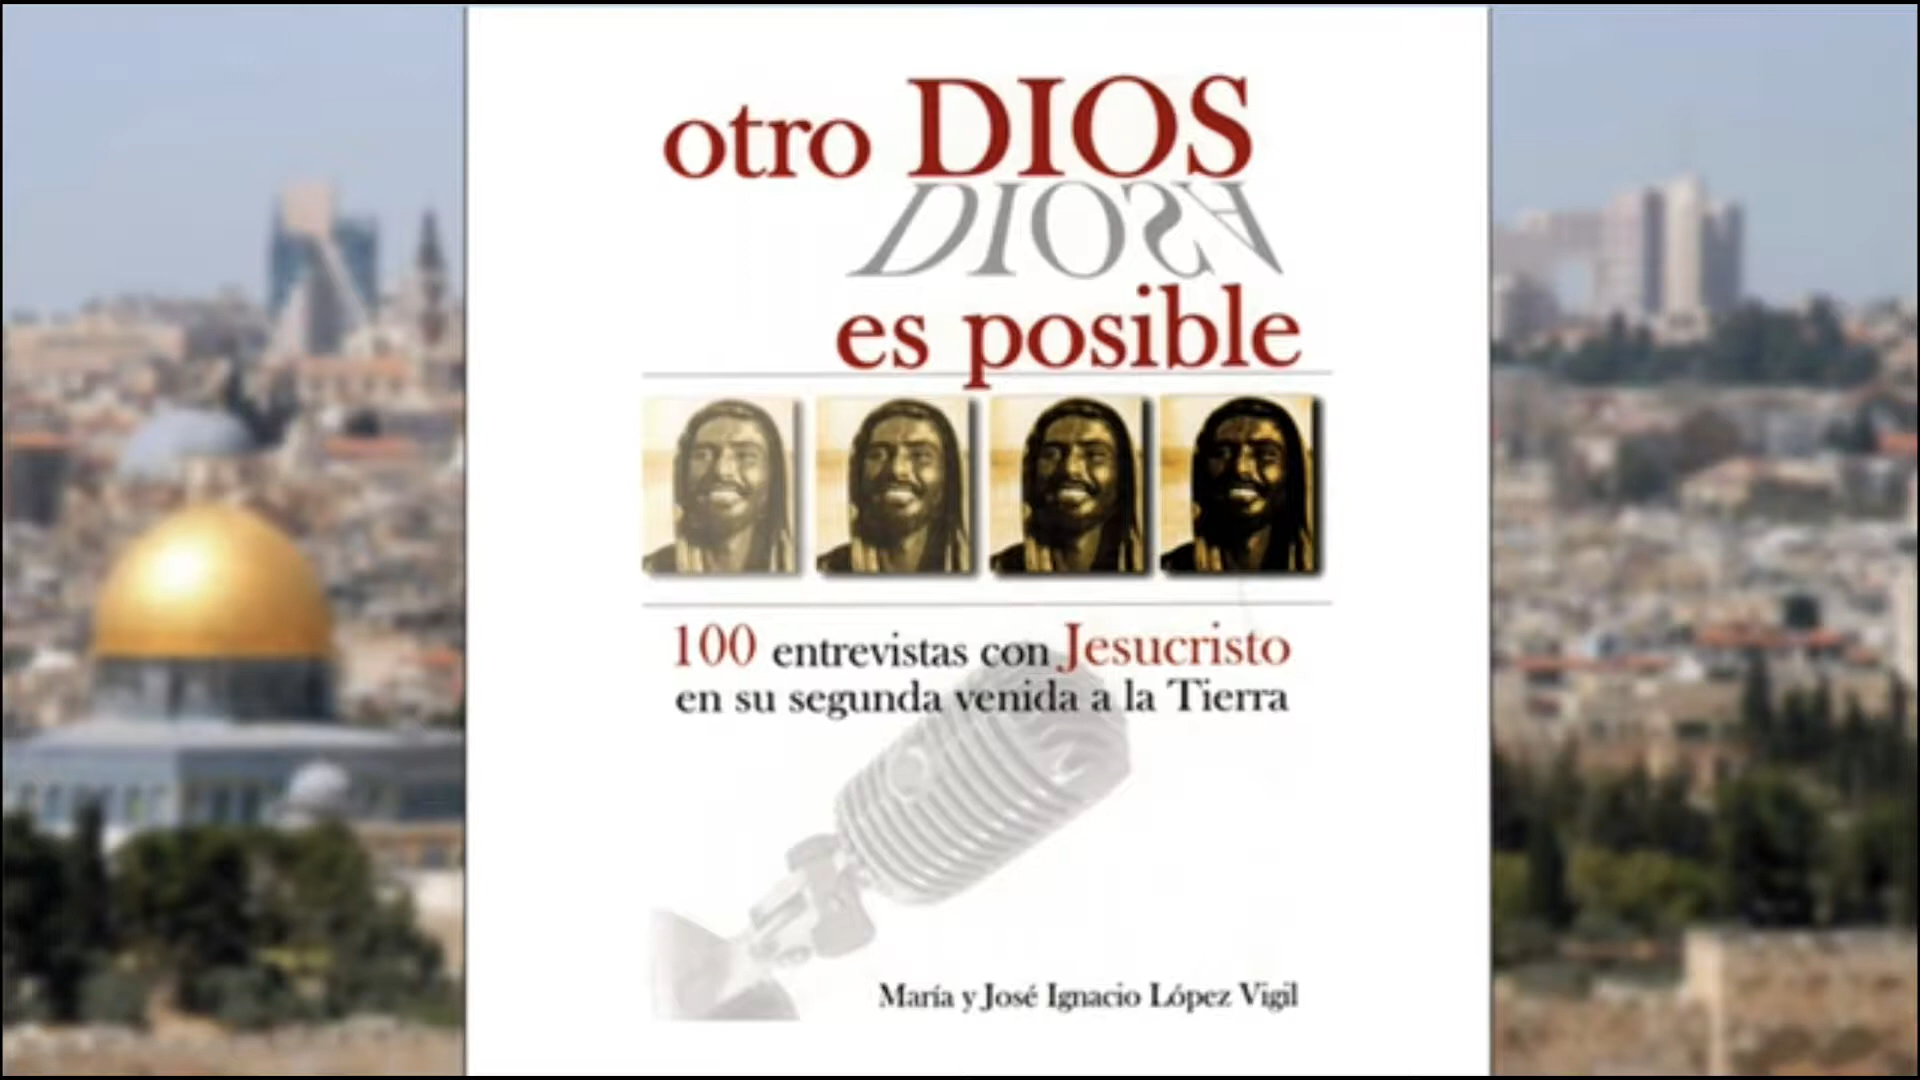 otro DIOS
DIOSA
es posible
100 entrevistas con Jesucristo
en su segunda venida a la Tierra
María y José Ignacio López Vigil